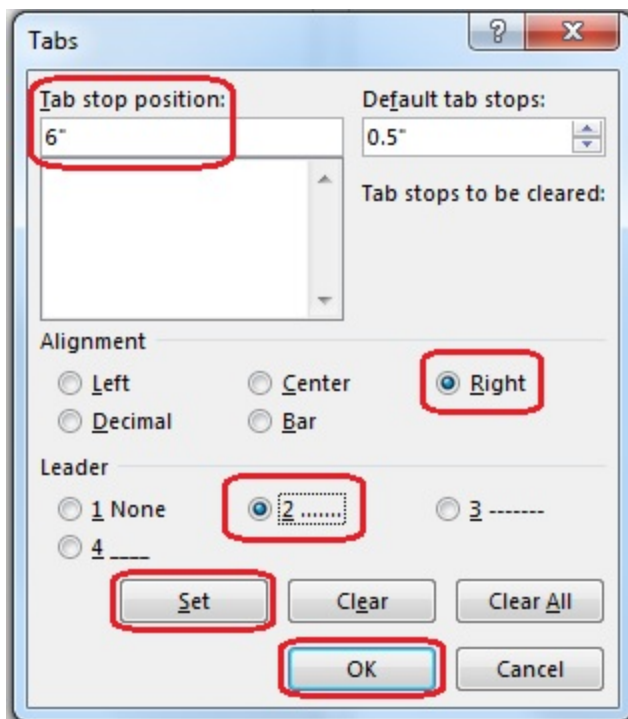 Tabs
Tab stop position:
Default tab stops:
6"
0.5"
Tab stops to be cleared:
Alignment
Left
Center
Right
Decimal
Bar
Leader
1 None
2 .......
3 -------
4 ____
Set
Clear
Clear All
OK
Cancel